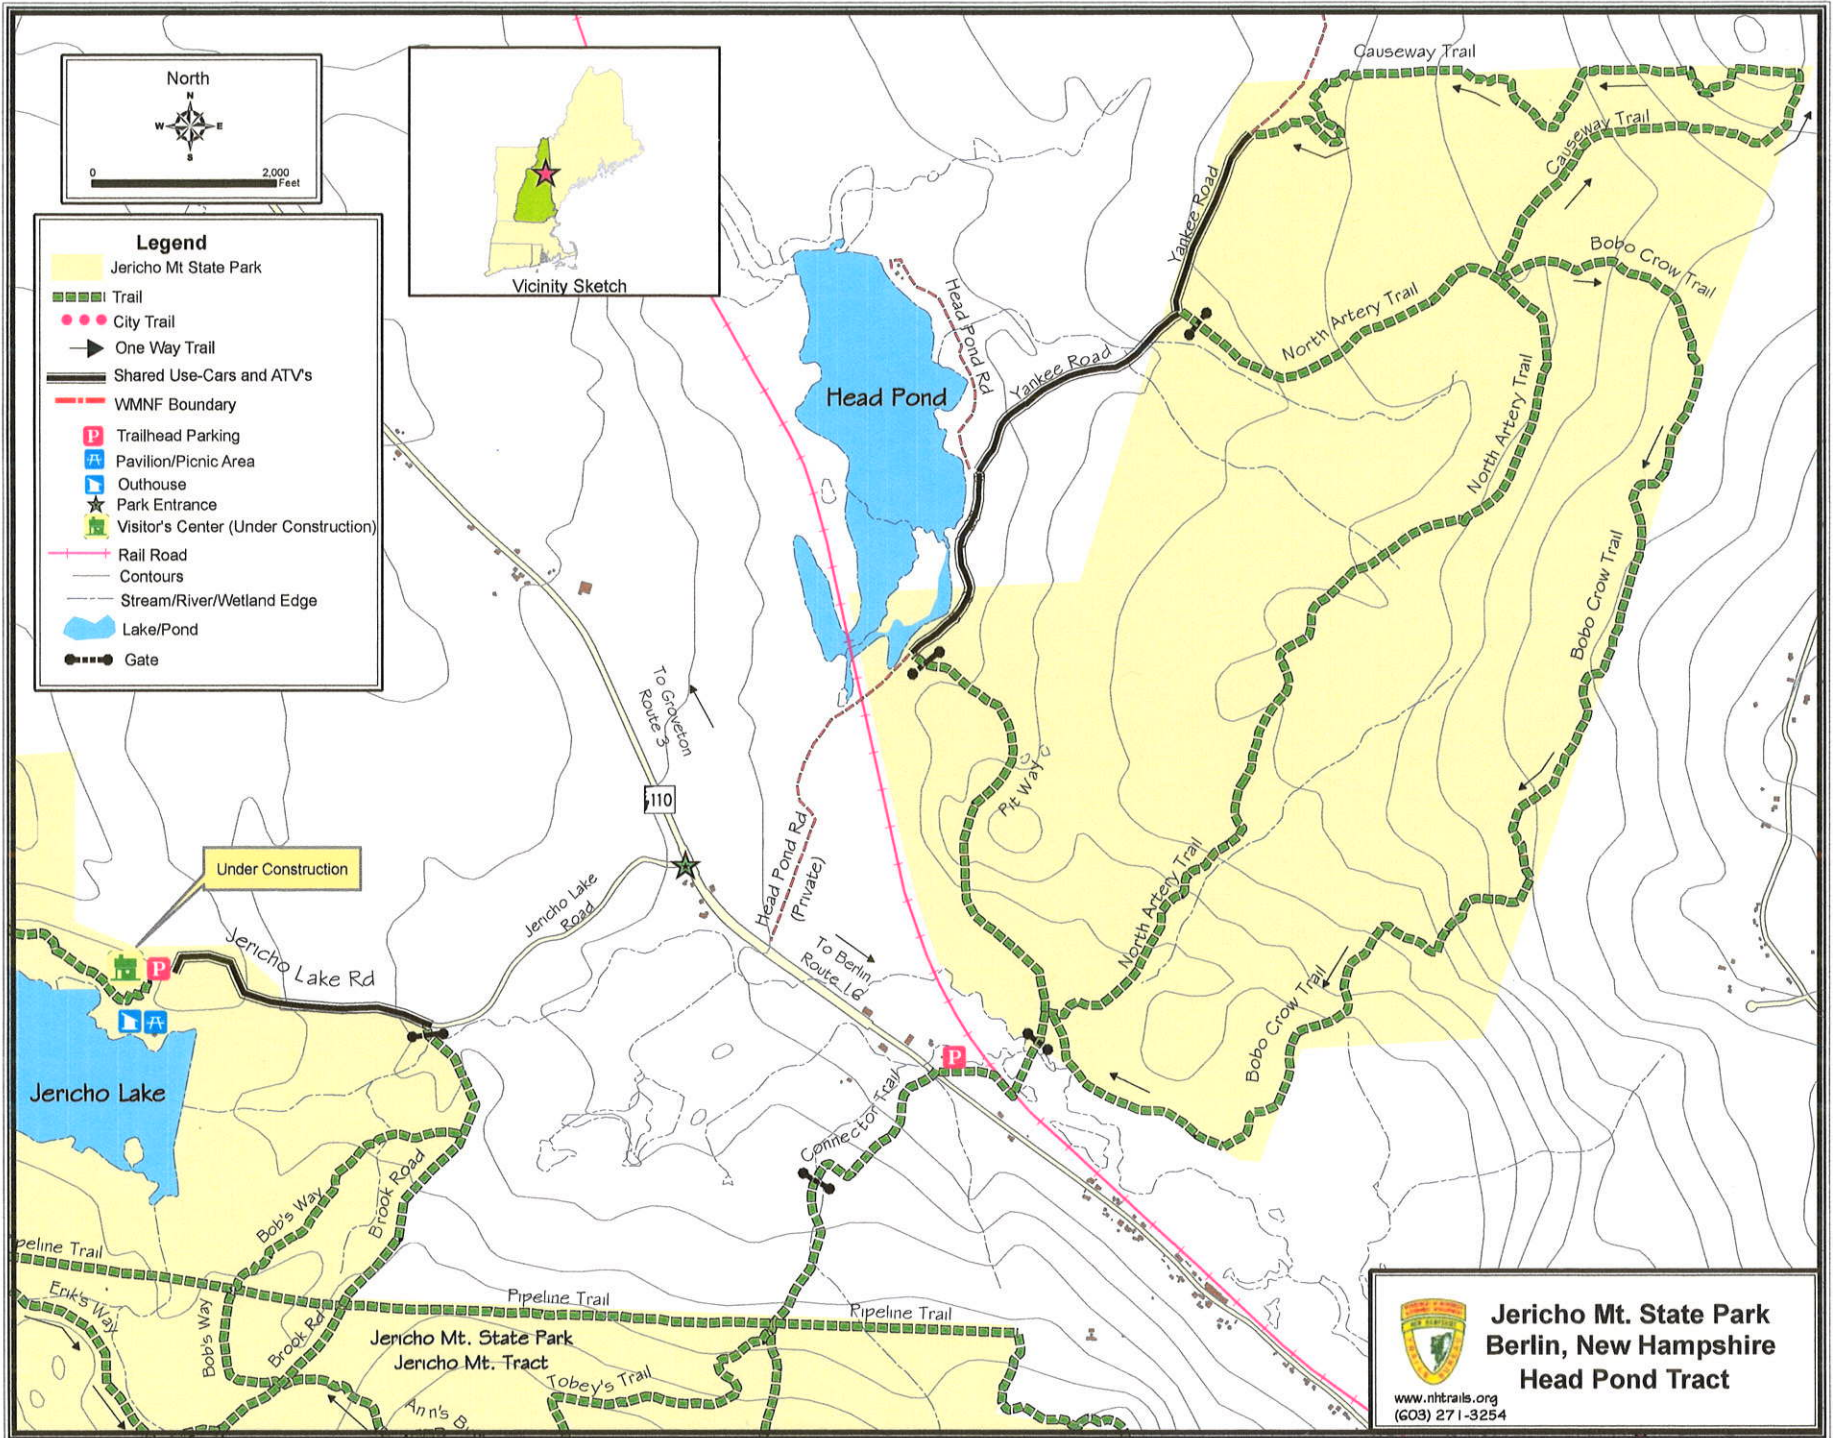 North
N
W E
S
0 2,000
Feet
Legend
Jericho Mt State Park
Trail
City Trail
One Way Trail
Shared Use-Cars and ATV's
WMNF Boundary
P Trailhead Parking
Pavilion/Picnic Area
Outhouse
Park Entrance
Visitor's Center (Under Construction)
Rail Road
Contours
Stream/River/Wetland Edge
Lake/Pond
Gate
Vicinity Sketch
Causeway Trail
Causeway Trail
Yankee Road
Bobo Crow Trail
Head Pond Rd
North Artery Trail
Yankee Road
Head Pond
North Artery Trail
Bobo Crow Trail
To Groveton
Route 3
Pit Way
110
Head Pond Rd
(Private)
North Artery Trail
Under Construction
Jericho Lake
Road
Jericho Lake Rd
P
To Berlin
Route 16
Bobo Crow Trail
P
Jericho Lake
Connector Trail
Bob's Way
Brook Road
peline Trail
Erik's Way
Bob's Way
Brook Rd
Pipeline Trail
Pipeline Trail
Jericho Mt. State Park
Jericho Mt. Tract
Tobey's Trail
Ann's
Jericho Mt. State Park
Berlin, New Hampshire
Head Pond Tract
NEW HAMPSHIRE
www.nhtrails.org
(603) 271-3254